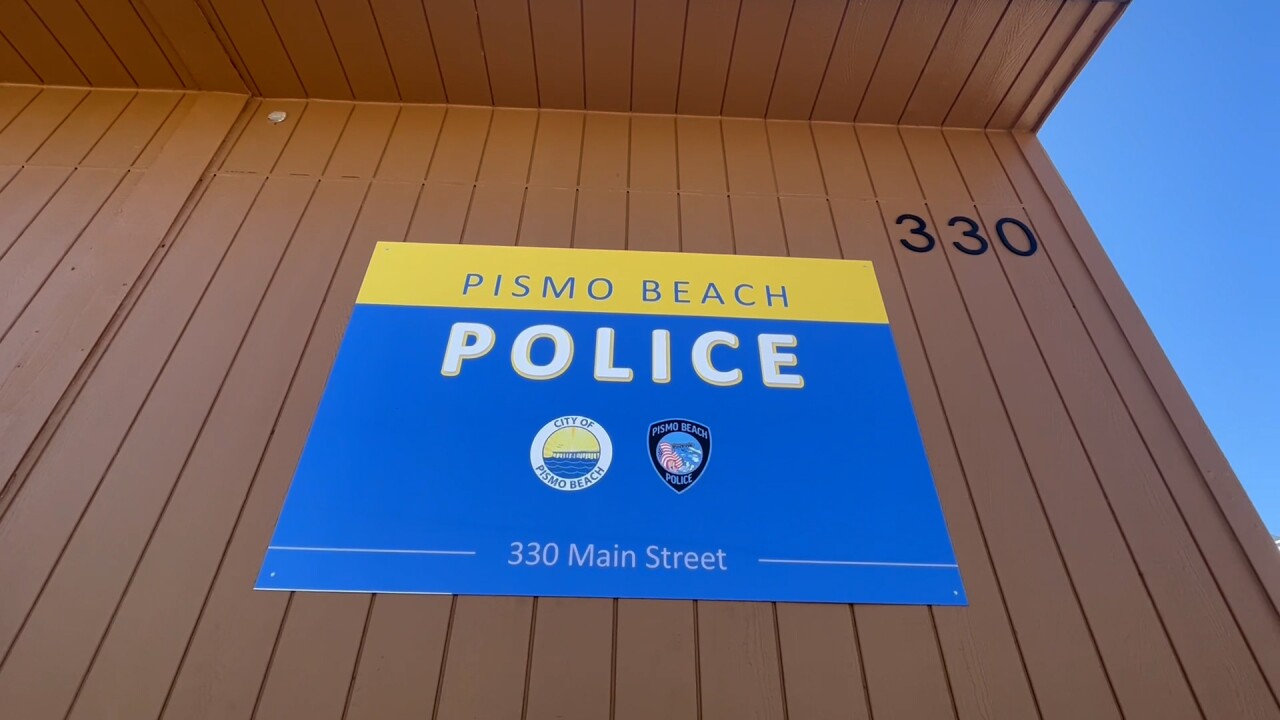 330
PISMO BEACH
POLICE
CITY OF
PISMO BEACH
PISMO BEACH
POLICE
330 Main Street